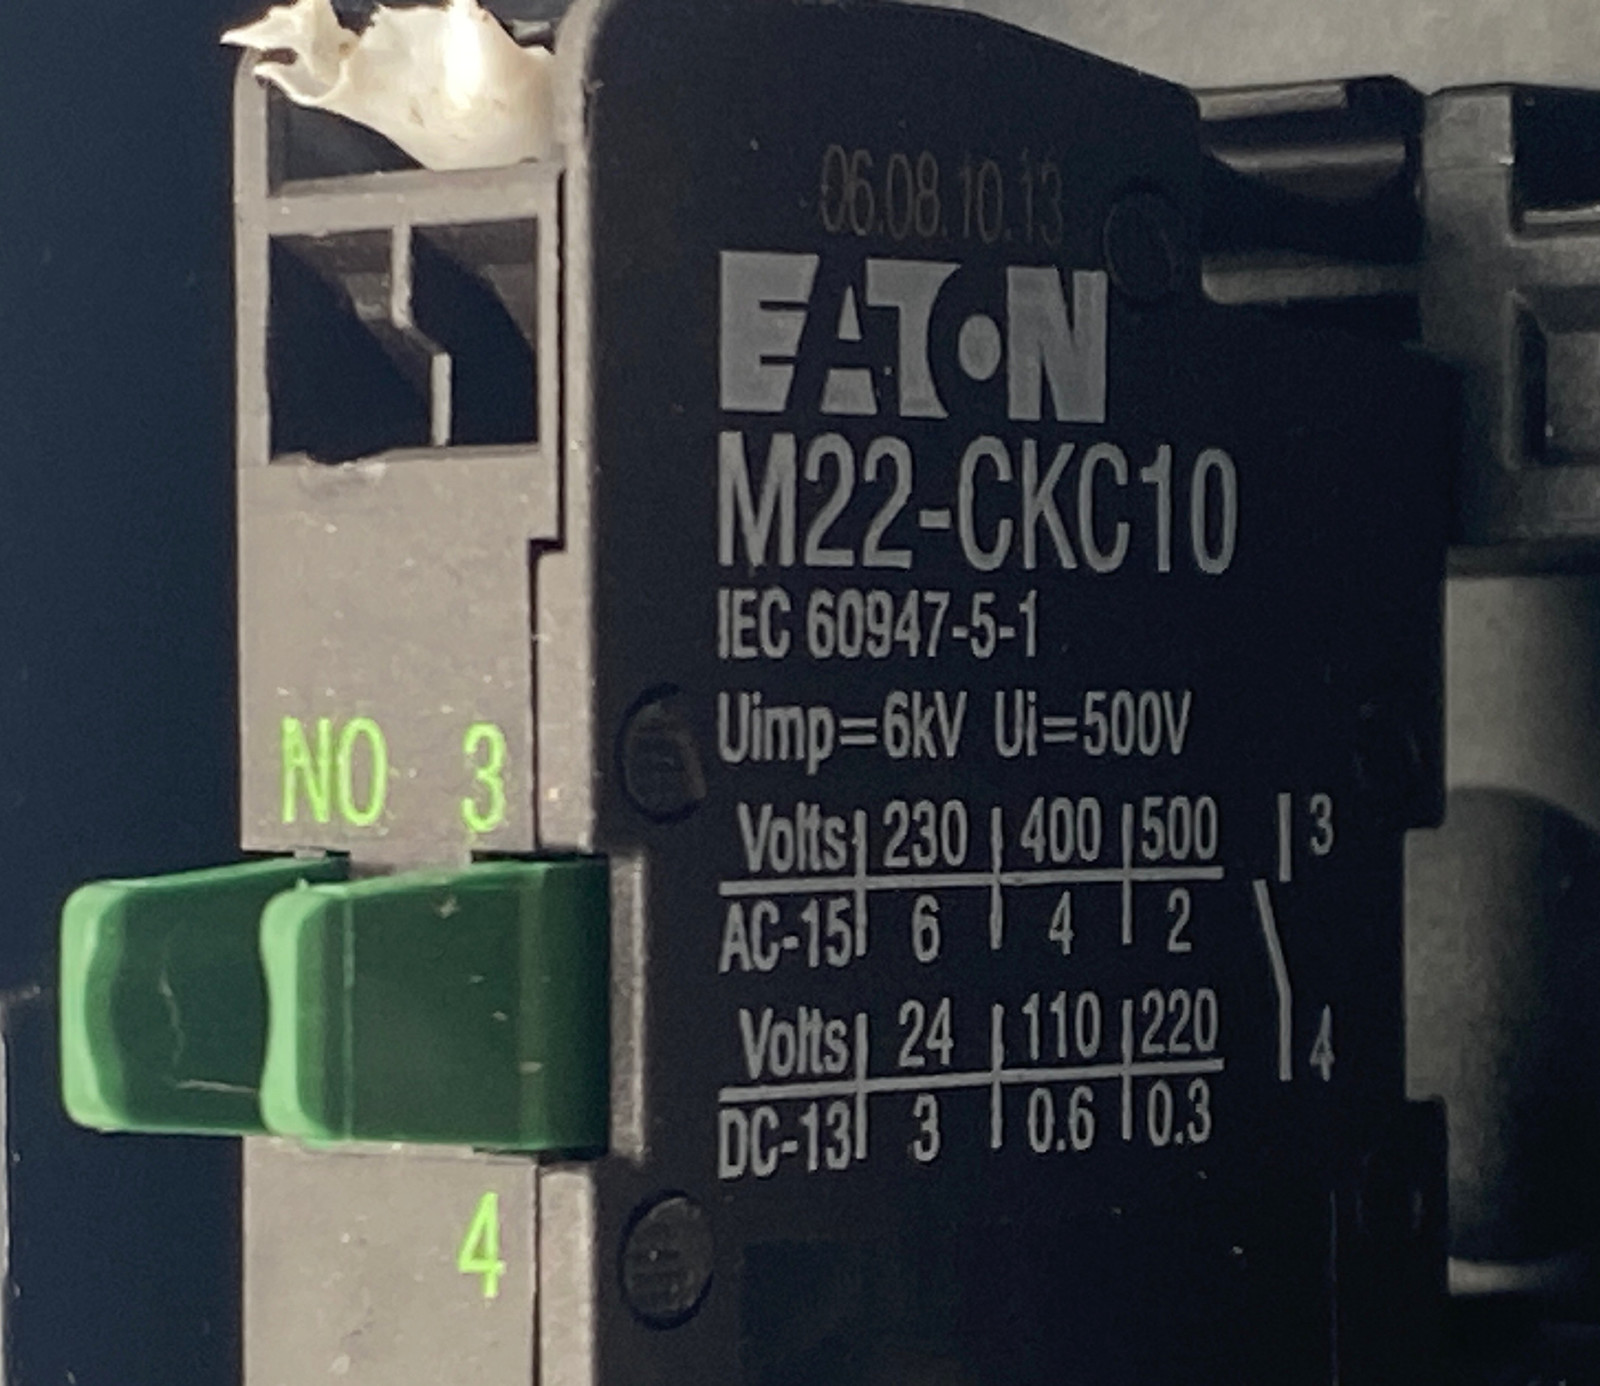 06.08.10.13
EATON
M22-CKC10
IEC 60947-5-1
Uimp=6kV Ui=500V
NO 3
Volts 230 400 500
3
AC-15 6 4 2
Volts 24 110 220
4
DC-13 3 0.6 0.3
4